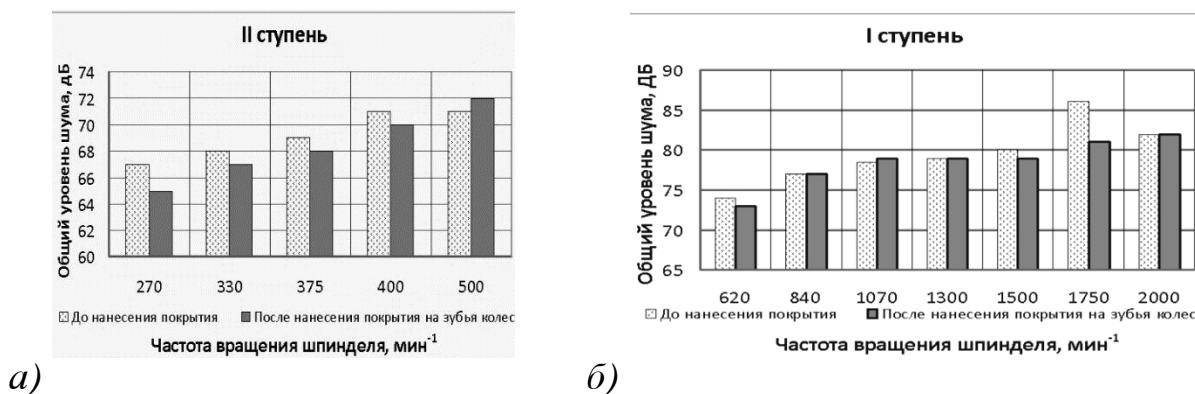 II ступень
Общий уровень шума, дБ
74
72
70
68
66
64
62
60
270 330 375 400 500
До нанесения покрытия После нанесения покрытия на зубья колес
Частота вращения шпинделя, мин⁻¹
а)
I ступень
Общий уровень шума, ДБ
90
85
80
75
70
65
620 840 1070 1300 1500 1750 2000
До нанесения покрытия После нанесения покрытия на зубья колес
Частота вращения шпинделя, мин⁻¹
б)